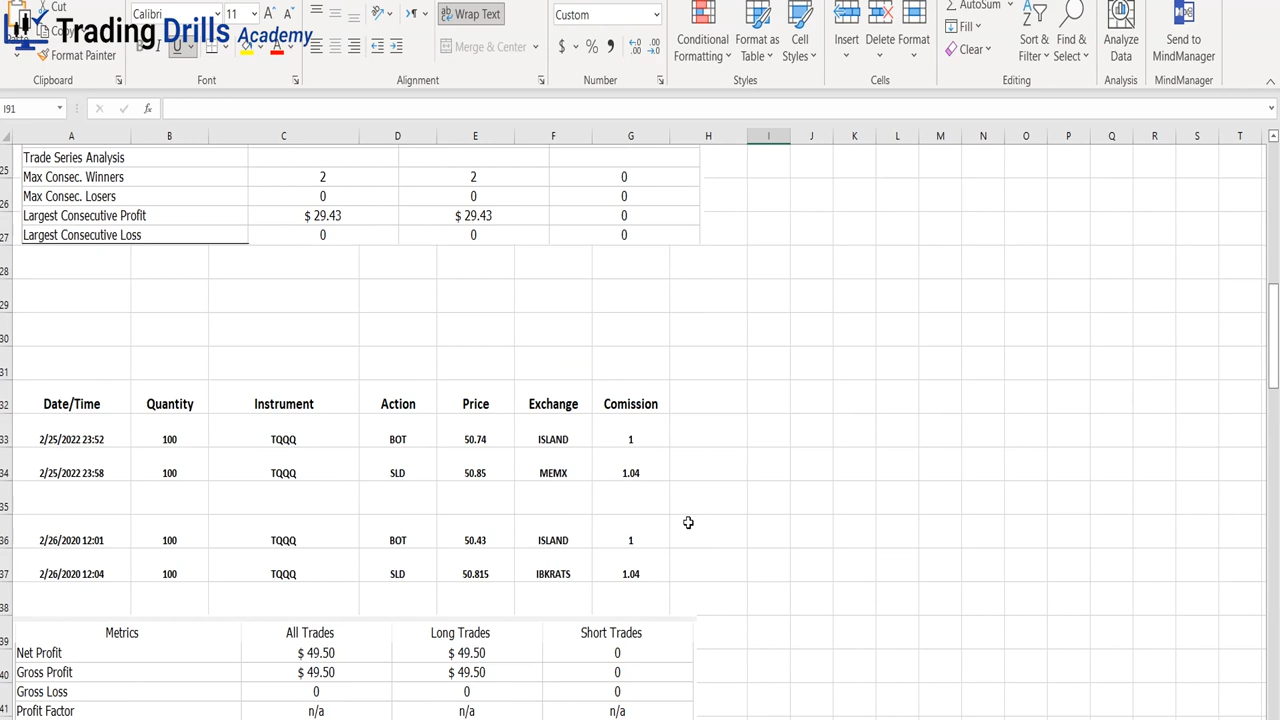 Cut
Calibri 11 A A Wrap Text Custom AutoSum
Trading Drills Academy
Fill
Format Painter Merge & Center $ % Conditional Formatting Format as Table Cell Styles Insert Delete Format Clear Sort & Filter Find & Select Analyze Data Send to MindManager
Clipboard Font Alignment Number Styles Cells Editing Analysis MindManager
I91 fx
A B C D E F G H I J K L M N O P Q R S T
25 Trade Series Analysis
Max Consec. Winners 2 2 0
26 Max Consec. Losers 0 0 0
Largest Consecutive Profit $ 29.43 $ 29.43 0
27 Largest Consecutive Loss 0 0 0
28
29
30
31
32 Date/Time Quantity Instrument Action Price Exchange Comission
33 2/25/2022 23:52 100 TQQQ BOT 50.74 ISLAND 1
34 2/25/2022 23:58 100 TQQQ SLD 50.85 MEMX 1.04
35
36 2/26/2020 12:01 100 TQQQ BOT 50.43 ISLAND 1
37 2/26/2020 12:04 100 TQQQ SLD 50.815 IBKRATS 1.04
38
39 Metrics All Trades Long Trades Short Trades
Net Profit $ 49.50 $ 49.50 0
40 Gross Profit $ 49.50 $ 49.50 0
Gross Loss 0 0 0
41 Profit Factor n/a n/a n/a